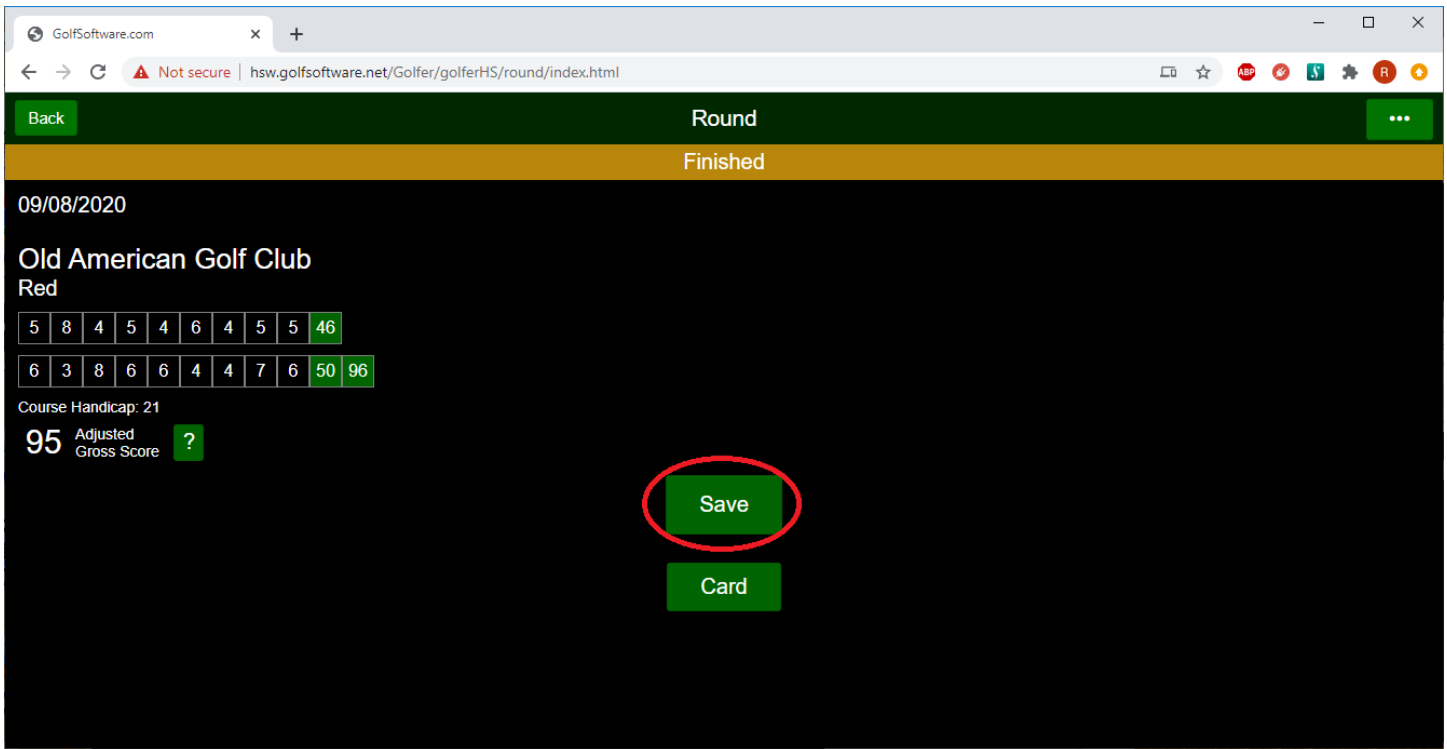 GolfSoftware.com
Not secure | hsw.golfsoftware.net/Golfer/golferHS/round/index.html
ABP S R
Back Round •••
Finished
09/08/2020
Old American Golf Club
Red
5 8 4 5 4 6 4 5 5 46
6 3 8 6 6 4 4 7 6 50 96
Course Handicap: 21
95 Adjusted
Gross Score ?
Save
Card